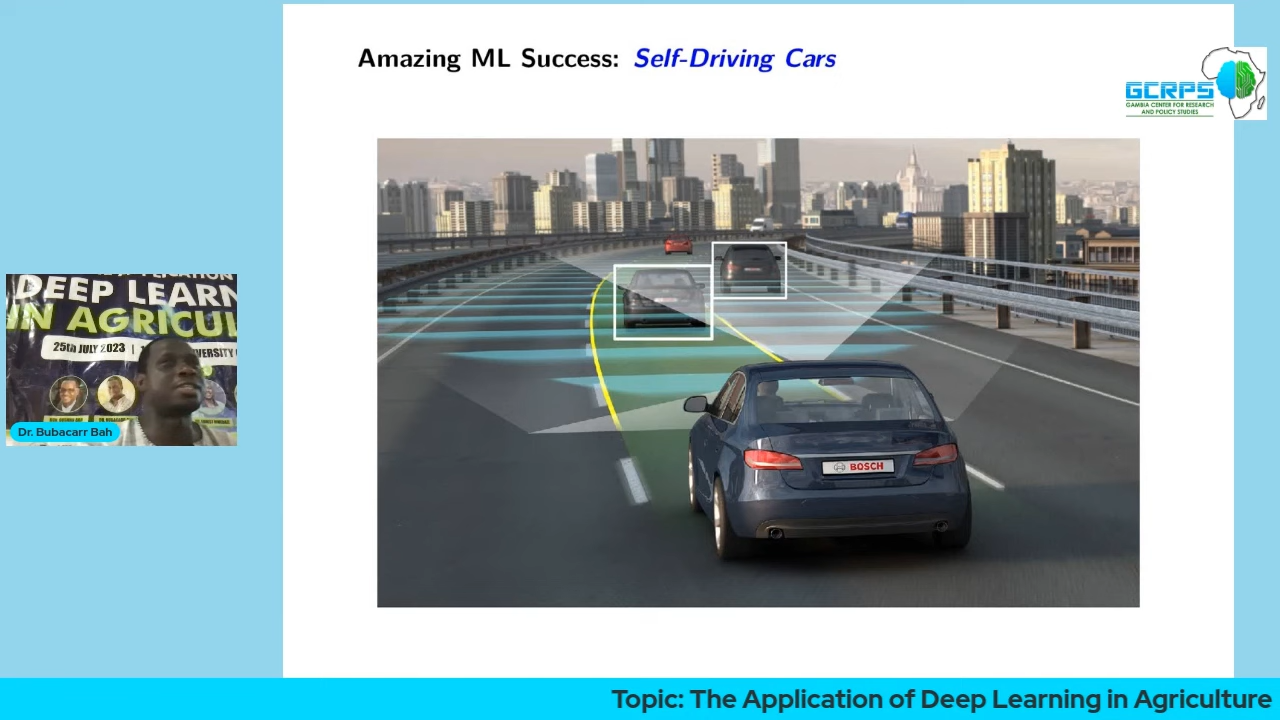 Amazing ML Success: Self-Driving Cars
GCRPS
GAMBIA CENTER FOR RESEARCH
AND POLICY STUDIES
DEEP LEARN
IN AGRICUL
25th JULY 2023 |
VERSITY
Dr. Bubacarr Bah
BOSCH
Topic: The Application of Deep Learning in Agriculture